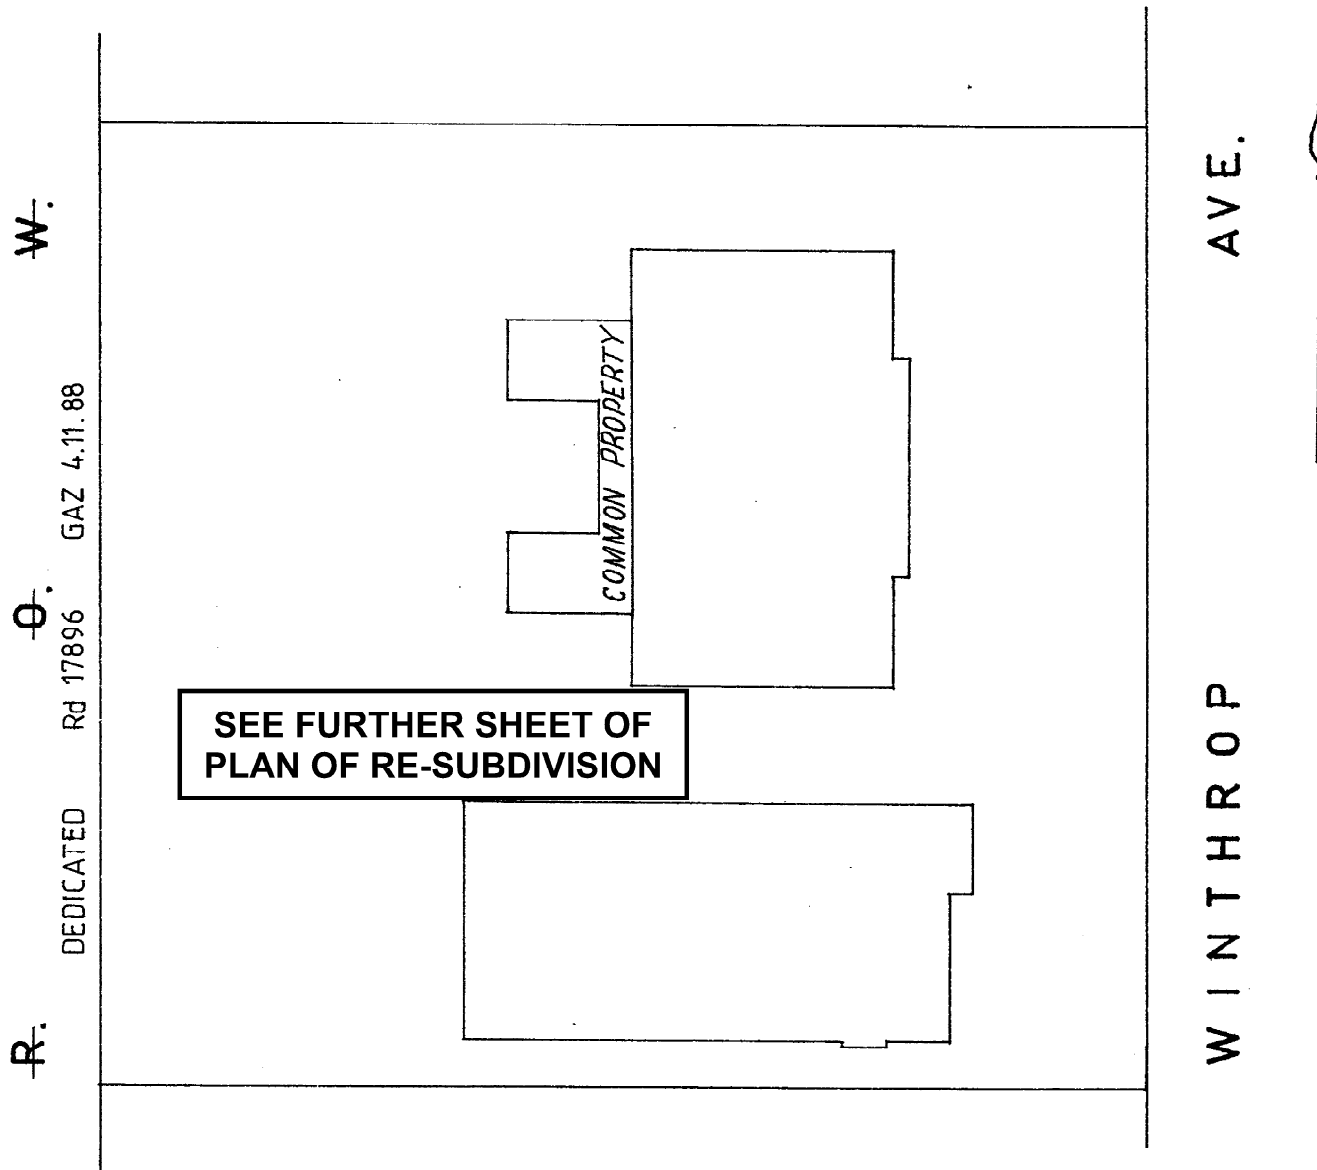 R. O. W.
DEDICATED Rd 17896 GAZ 4.11.88
COMMON PROPERTY
SEE FURTHER SHEET OF
PLAN OF RE-SUBDIVISION
WINTHROP AVE.